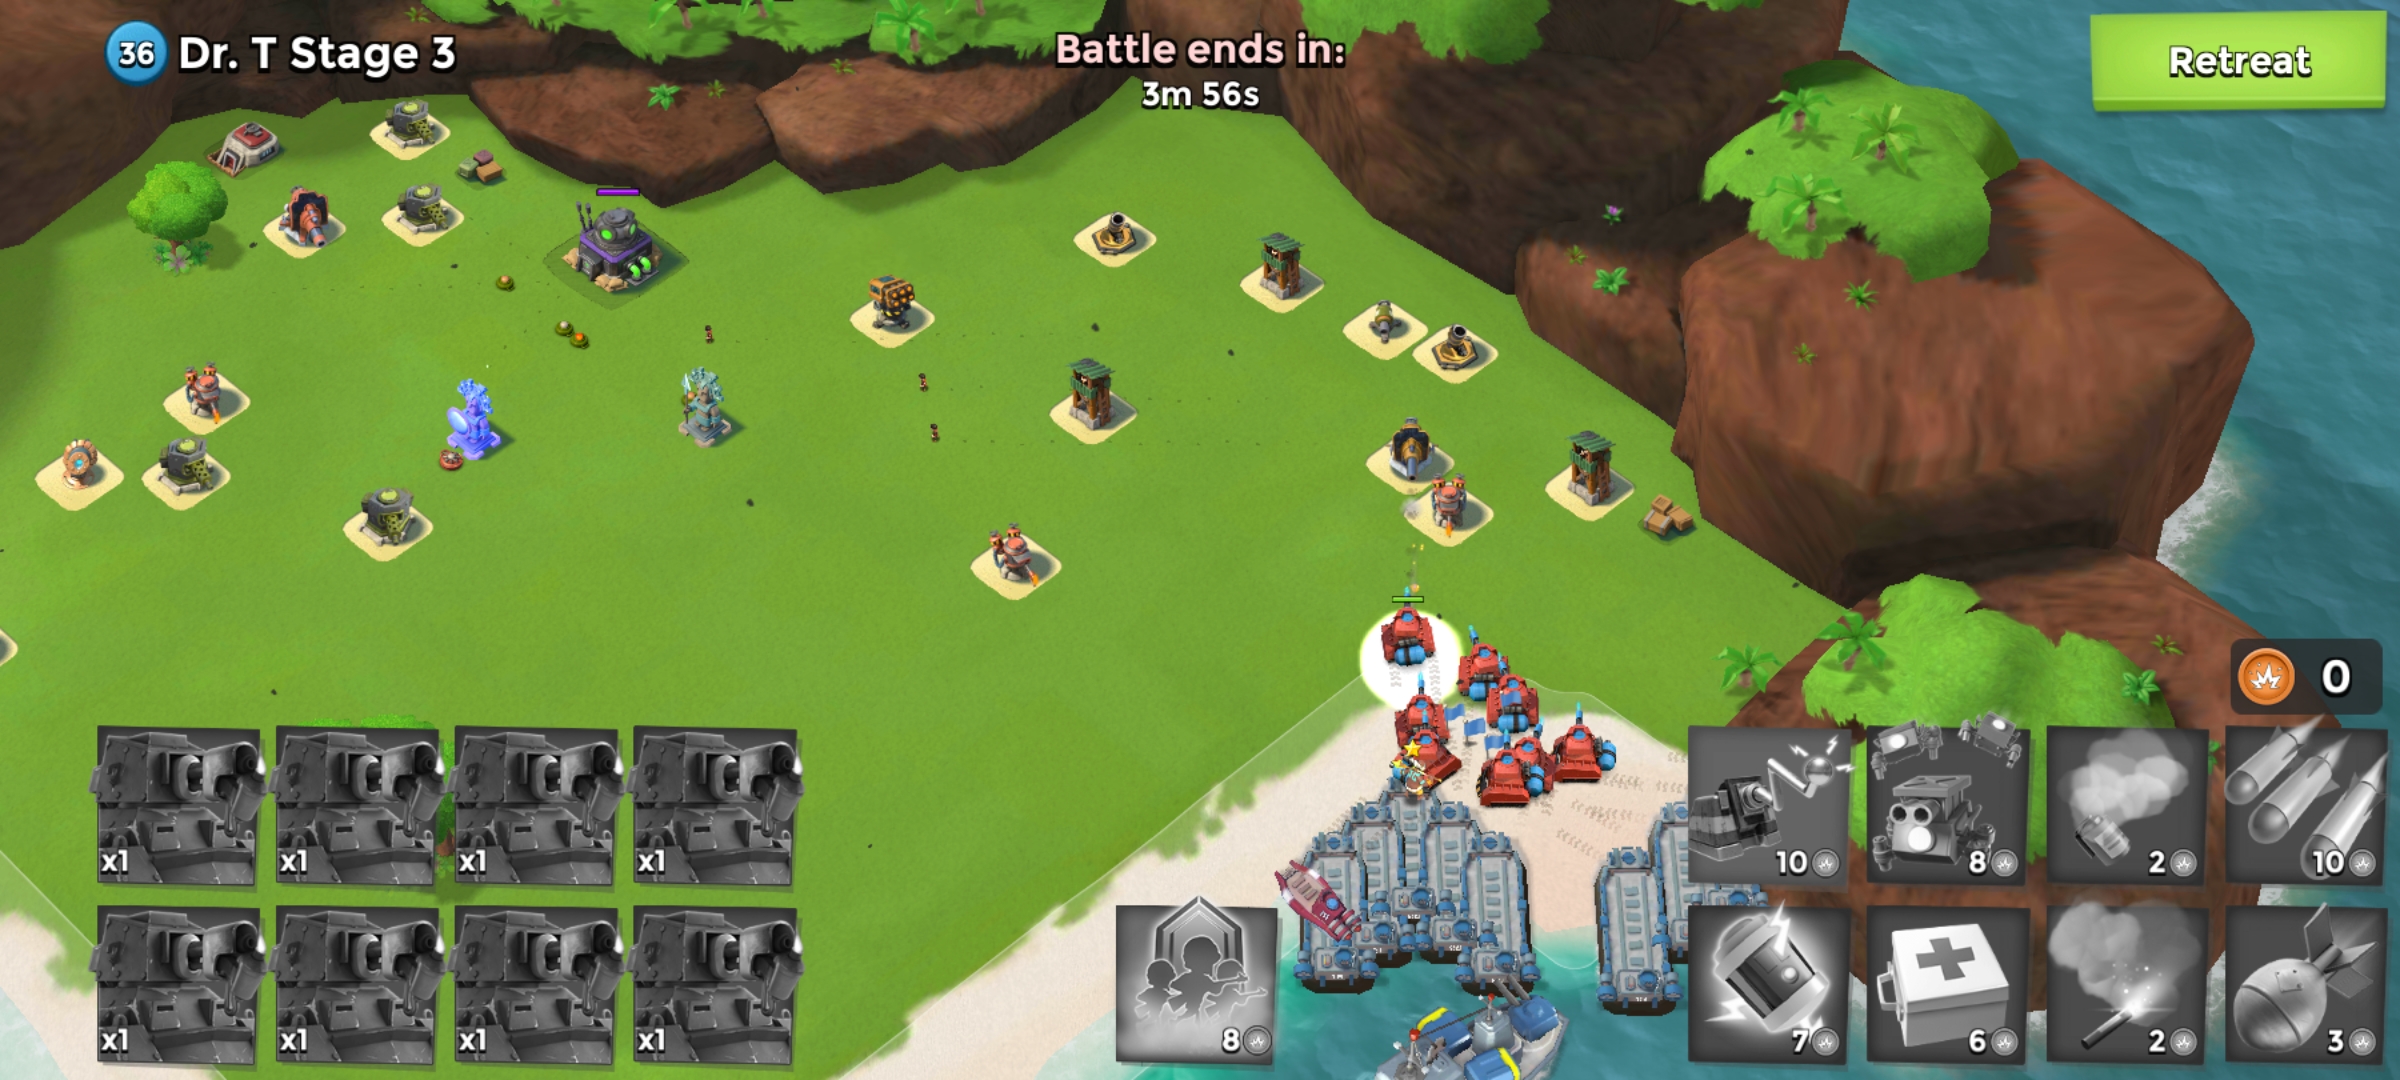 36 Dr. T Stage 3
Battle ends in:
3m 56s
Retreat
0
x1 x1 x1 x1
10 8 2 10
x1 x1 x1 x1
8 7 6 2 3